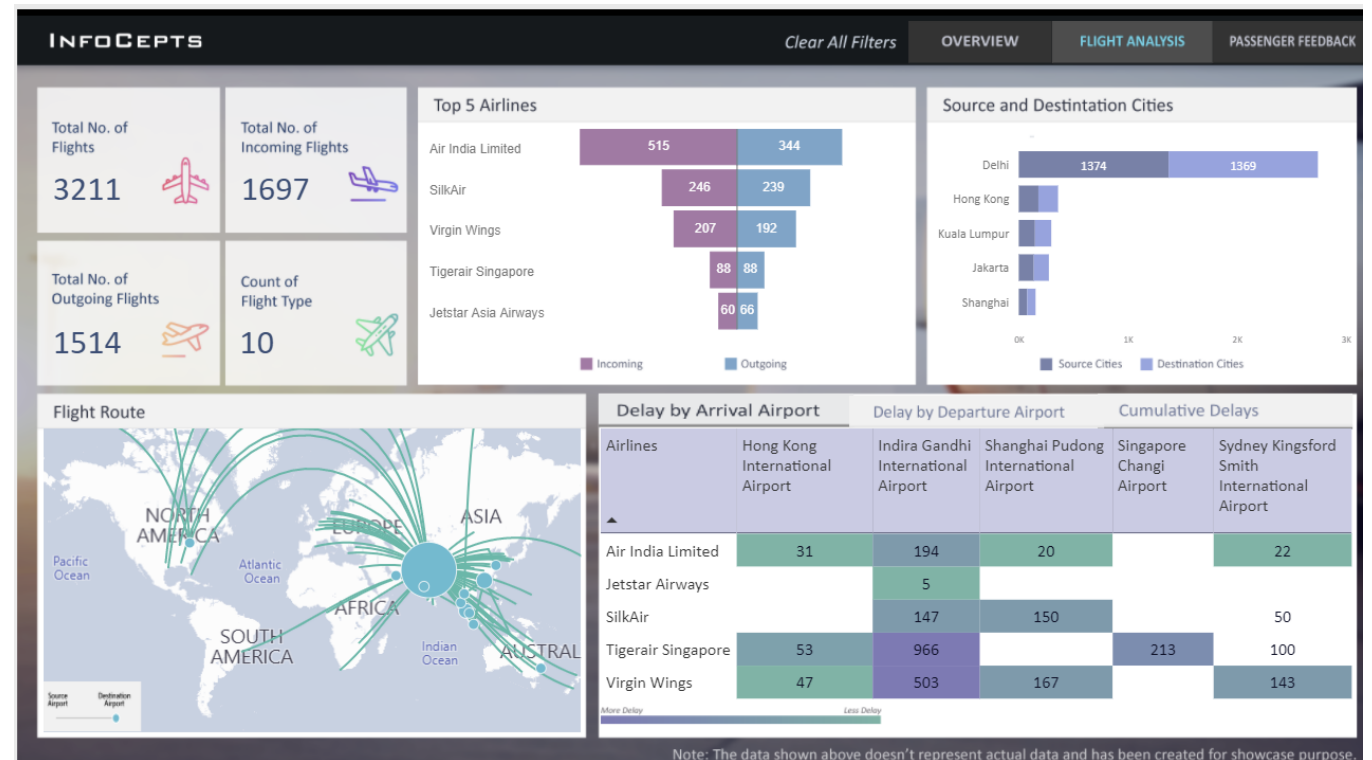 INFOCEPTS
Clear All Filters
OVERVIEW
FLIGHT ANALYSIS
PASSENGER FEEDBACK
Total No. of
Flights
3211
Total No. of
Incoming Flights
1697
Total No. of
Outgoing Flights
1514
Count of
Flight Type
10
Top 5 Airlines
Air India Limited 515 344
SilkAir 246 239
Virgin Wings 207 192
Tigerair Singapore 88 88
Jetstar Asia Airways 60 66
Incoming Outgoing
Source and Destintation Cities
Delhi 1374 1369
Hong Kong
Kuala Lumpur
Jakarta
Shanghai
0K 1K 2K 3K
Source Cities Destination Cities
Flight Route
NORTH
AMERICA
EUROPE
ASIA
Pacific
Ocean
Atlantic
Ocean
AFRICA
SOUTH
AMERICA
Indian
Ocean
AUSTRAL
Source
Airport
Destination
Airport
Delay by Arrival Airport
Delay by Departure Airport
Cumulative Delays
Airlines
Hong Kong
International
Airport
Indira Gandhi
International
Airport
Shanghai Pudong
International
Airport
Singapore
Changi
Airport
Sydney Kingsford
Smith
International
Airport
Air India Limited 31 194 20 22
Jetstar Airways 5
SilkAir 147 150 50
Tigerair Singapore 53 966 213 100
Virgin Wings 47 503 167 143
More Delay Less Delay
Note: The data shown above doesn't represent actual data and has been created for showcase purpose.